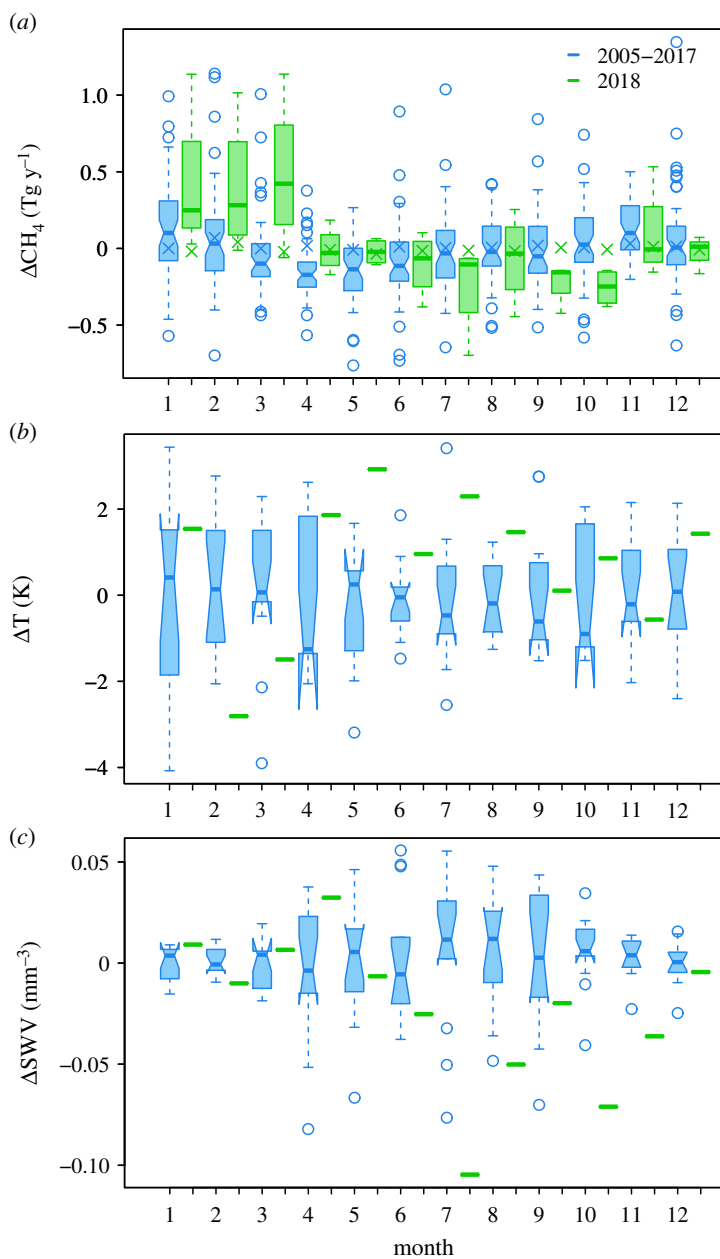 (a)
ΔCH₄ (Tg y⁻¹)
1.0
0.5
0
−0.5
2005–2017
2018
1 2 3 4 5 6 7 8 9 10 11 12
(b)
ΔT (K)
2
0
−2
−4
1 2 3 4 5 6 7 8 9 10 11 12
(c)
ΔSWV (mm⁻³)
0.05
0
−0.05
−0.10
1 2 3 4 5 6 7 8 9 10 11 12
month